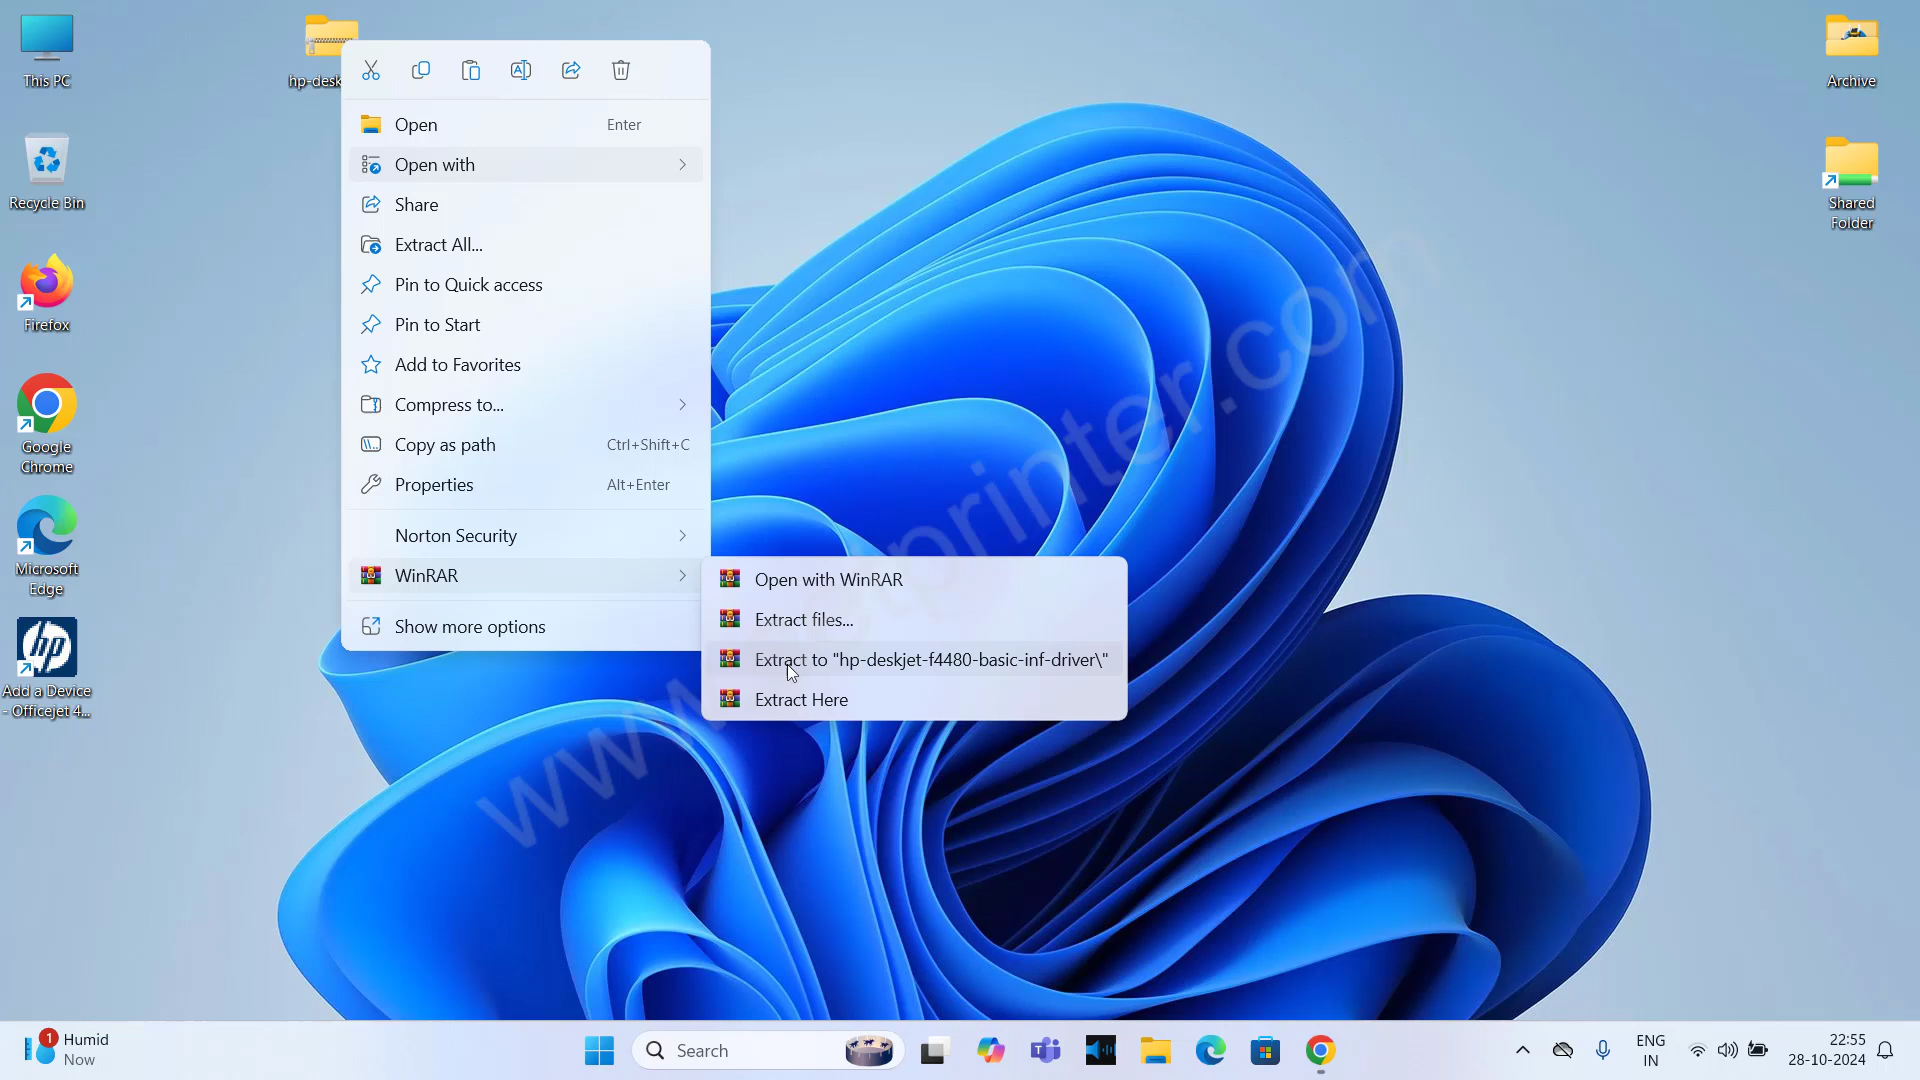 This PC
Recycle Bin
Firefox
Google
Chrome
Microsoft
Edge
hp
Add a Device
- Officejet 4...
hp-desk
Open Enter
Open with
Share
Extract All...
Pin to Quick access
Pin to Start
Add to Favorites
Compress to...
Copy as path Ctrl+Shift+C
Properties Alt+Enter
Norton Security
WinRAR
Show more options
Open with WinRAR
Extract files...
Extract to "hp-deskjet-f4480-basic-inf-driver\"
Extract Here
Archive
Shared
Folder
1
Humid
Now
Search
ENG
IN
22:55
28-10-2024